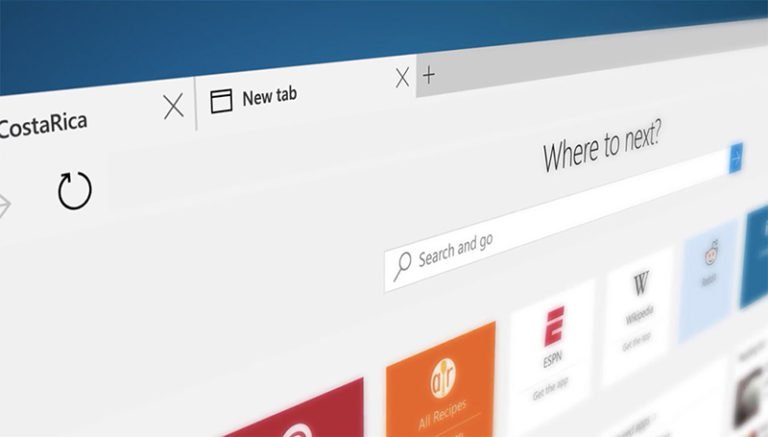 CostaRica
New tab
Where to next?
Search and go
W
Wikipedia
Get the app
Reddit
ESPN
Get the app
ar
All Recipes